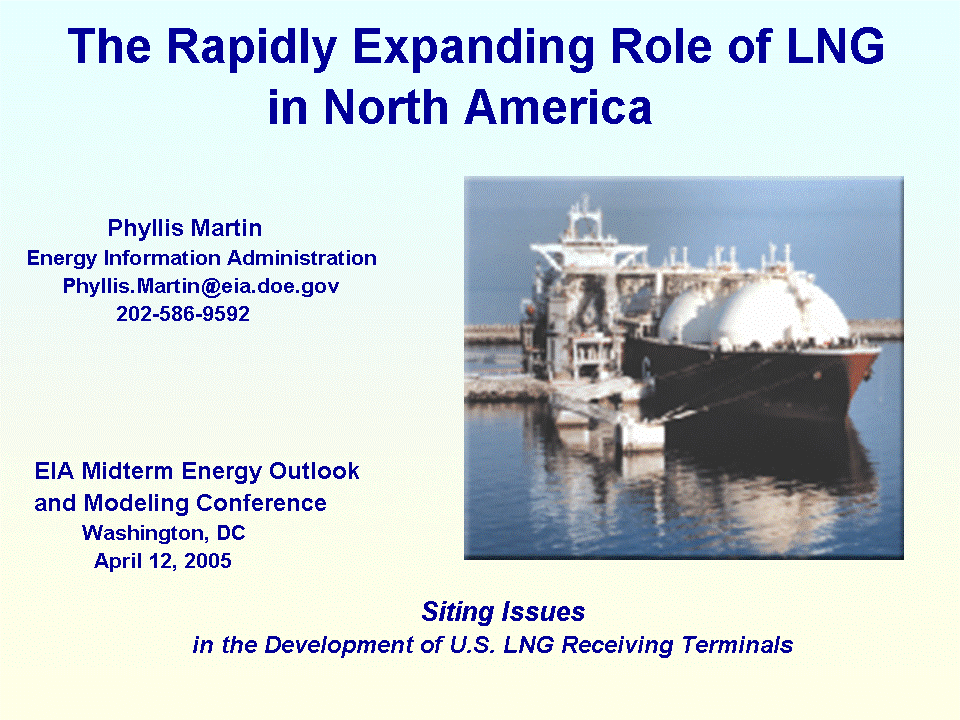 The Rapidly Expanding Role of LNG
in North America
Phyllis Martin
Energy Information Administration
Phyllis.Martin@eia.doe.gov
202-586-9592
EIA Midterm Energy Outlook
and Modeling Conference
Washington, DC
April 12, 2005
Siting Issues
in the Development of U.S. LNG Receiving Terminals